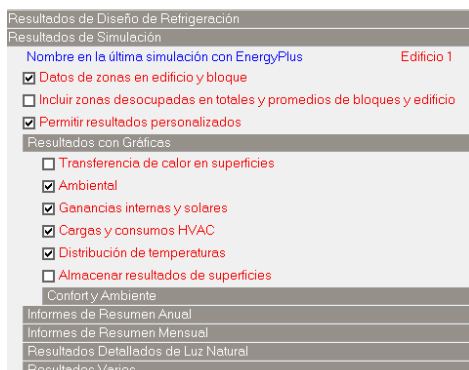 Resultados de Diseño de Refrigeración
Resultados de Simulación
Nombre en la última simulación con EnergyPlus Edificio 1
Datos de zonas en edificio y bloque
Incluir zonas desocupadas en totales y promedios de bloques y edificio
Permitir resultados personalizados
Resultados con Gráficas
Transferencia de calor en superficies
Ambiental
Ganancias internas y solares
Cargas y consumos HVAC
Distribución de temperaturas
Almacenar resultados de superficies
Confort y Ambiente
Informes de Resumen Anual
Informes de Resumen Mensual
Resultados Detallados de Luz Natural
Resultados Varios